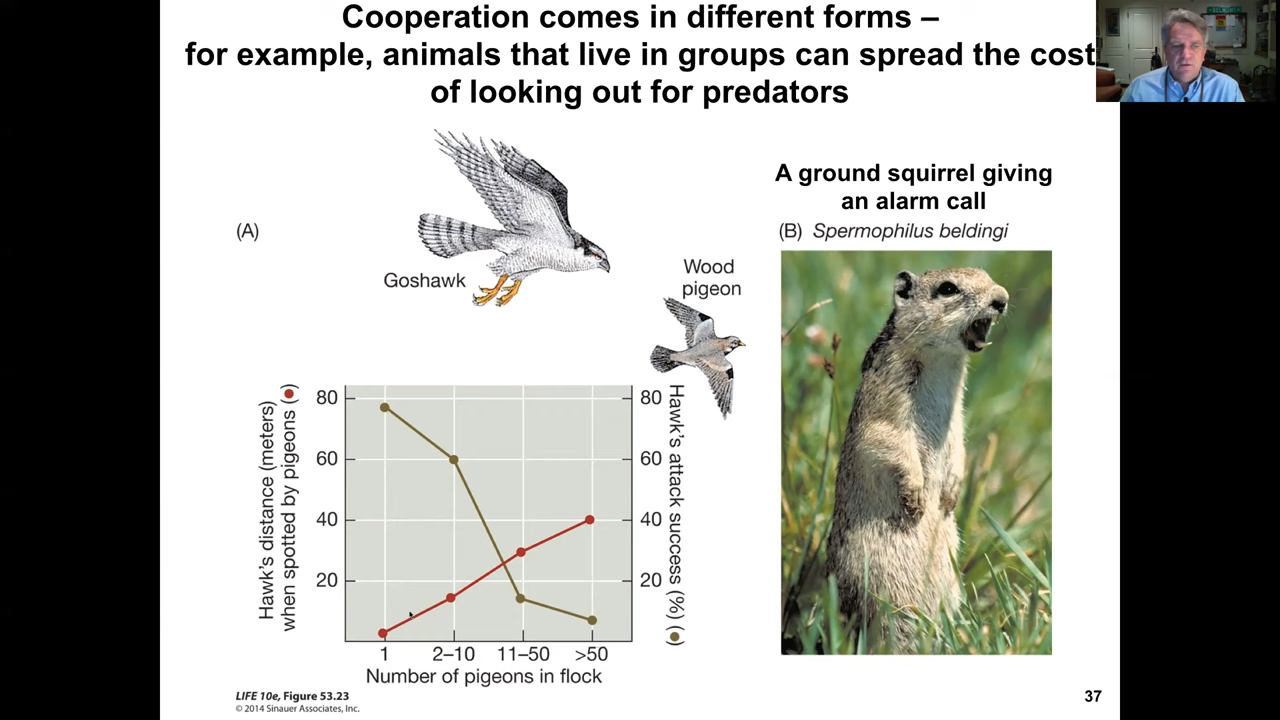 Cooperation comes in different forms –
for example, animals that live in groups can spread the cost
of looking out for predators
A ground squirrel giving
an alarm call
(A)
(B) Spermophilus beldingi
Goshawk
Wood
pigeon
Hawk's distance (meters)
when spotted by pigeons (●)
80
60
40
20
80
60
40
20
Hawk's attack success (%) (●)
1
2–10
11–50
>50
Number of pigeons in flock
LIFE 10e, Figure 53.23
© 2014 Sinauer Associates, Inc.
37